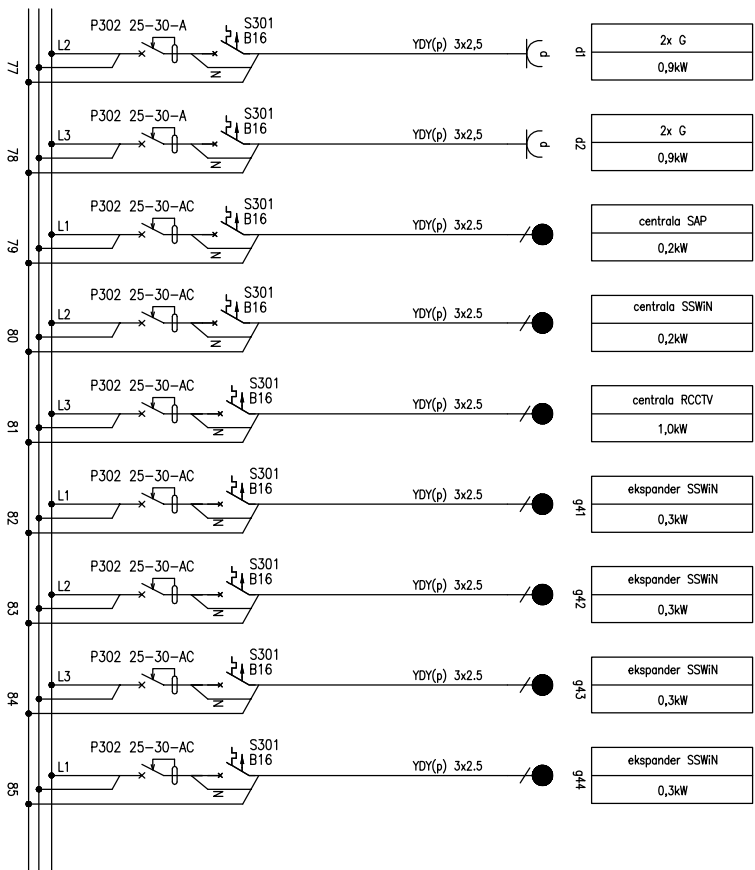 P302 25-30-A
S301
B16
L2
N
YDY(p) 3x2,5
p
d1
2x G
0,9kW
77
P302 25-30-A
S301
B16
L3
N
YDY(p) 3x2,5
p
d2
2x G
0,9kW
78
P302 25-30-AC
S301
B16
L1
N
YDY(p) 3x2.5
centrala SAP
0,2kW
79
P302 25-30-AC
S301
B16
L2
N
YDY(p) 3x2.5
centrala SSWiN
0,2kW
80
P302 25-30-AC
S301
B16
L3
N
YDY(p) 3x2.5
centrala RCCTV
1,0kW
81
P302 25-30-AC
S301
B16
L1
N
YDY(p) 3x2.5
g41
ekspander SSWiN
0,3kW
82
P302 25-30-AC
S301
B16
L2
N
YDY(p) 3x2.5
g42
ekspander SSWiN
0,3kW
83
P302 25-30-AC
S301
B16
L3
N
YDY(p) 3x2.5
g43
ekspander SSWiN
0,3kW
84
P302 25-30-AC
S301
B16
L1
N
YDY(p) 3x2.5
g44
ekspander SSWiN
0,3kW
85